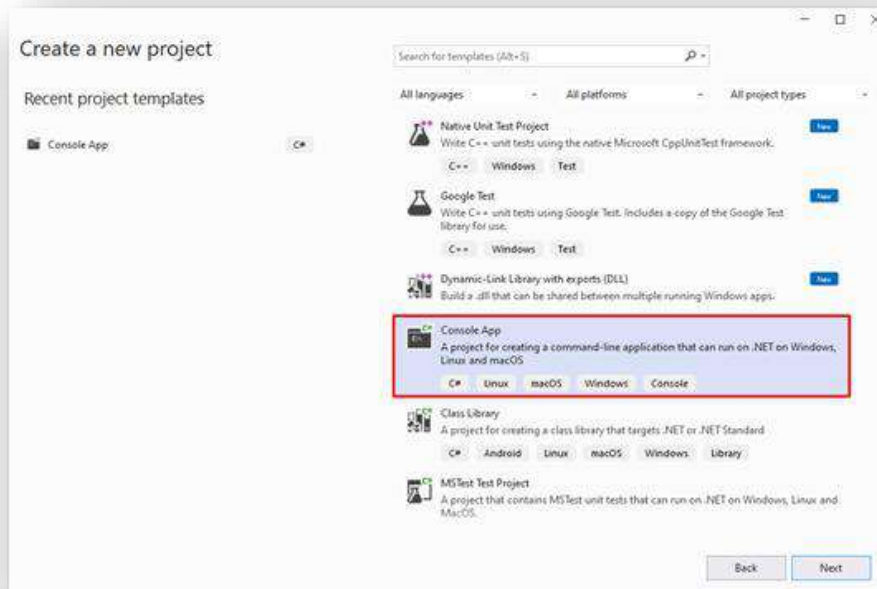 Create a new project
Search for templates (Alt+S)
Recent project templates
All languages
All platforms
All project types
Console App
C#
Native Unit Test Project
New
Write C++ unit tests using the native Microsoft CppUnitTest framework.
C++ Windows Test
Google Test
New
Write C++ unit tests using Google Test. Includes a copy of the Google Test
library for use.
C++ Windows Test
Dynamic-Link Library with exports (DLL)
New
Build a .dll that can be shared between multiple running Windows apps.
Console App
A project for creating a command-line application that can run on .NET on Windows,
Linux and macOS
C# Linux macOS Windows Console
Class Library
A project for creating a class library that targets .NET or .NET Standard
C# Android Linux macOS Windows Library
MSTest Test Project
A project that contains MSTest unit tests that can run on .NET on Windows, Linux and
MacOS.
Back
Next